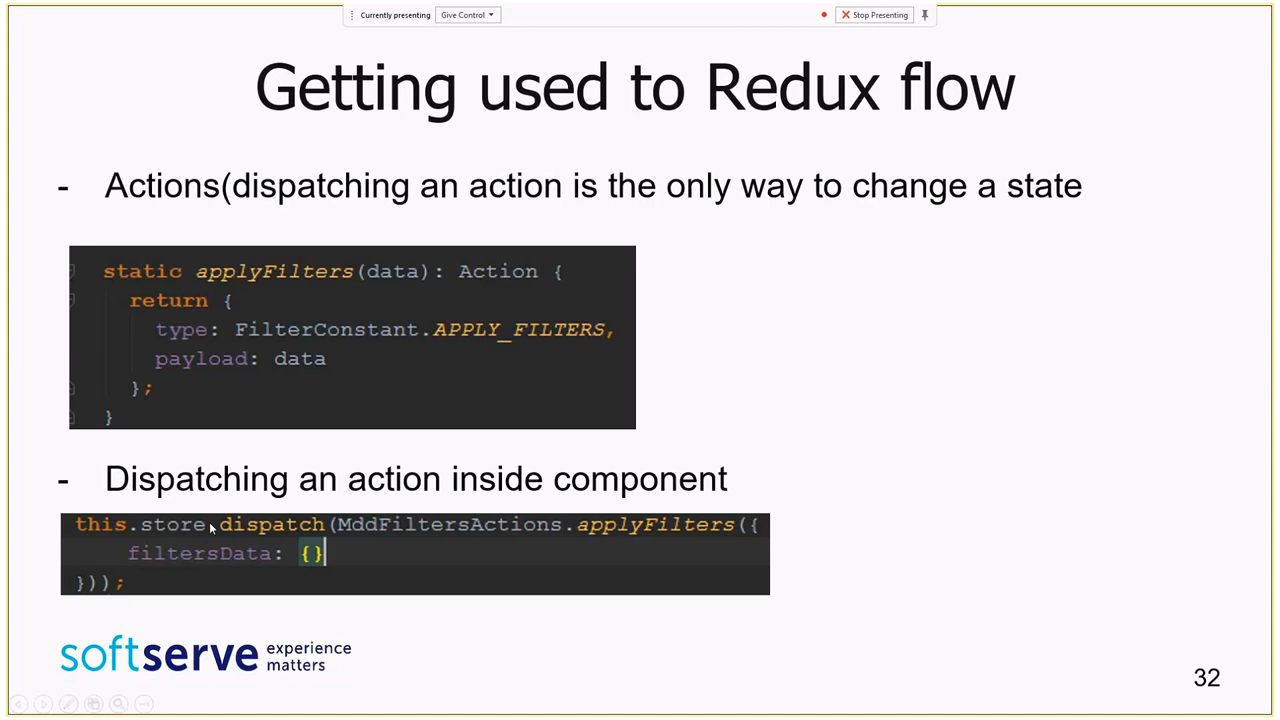 Currently presenting Give Control Stop Presenting
Getting used to Redux flow
- Actions(dispatching an action is the only way to change a state
static applyFilters(data): Action {
return {
type: FilterConstant.APPLY_FILTERS,
payload: data
};
}
- Dispatching an action inside component
this.store.dispatch(MddFiltersActions.applyFilters({
filtersData: {}
}));
softserve experience
matters
32